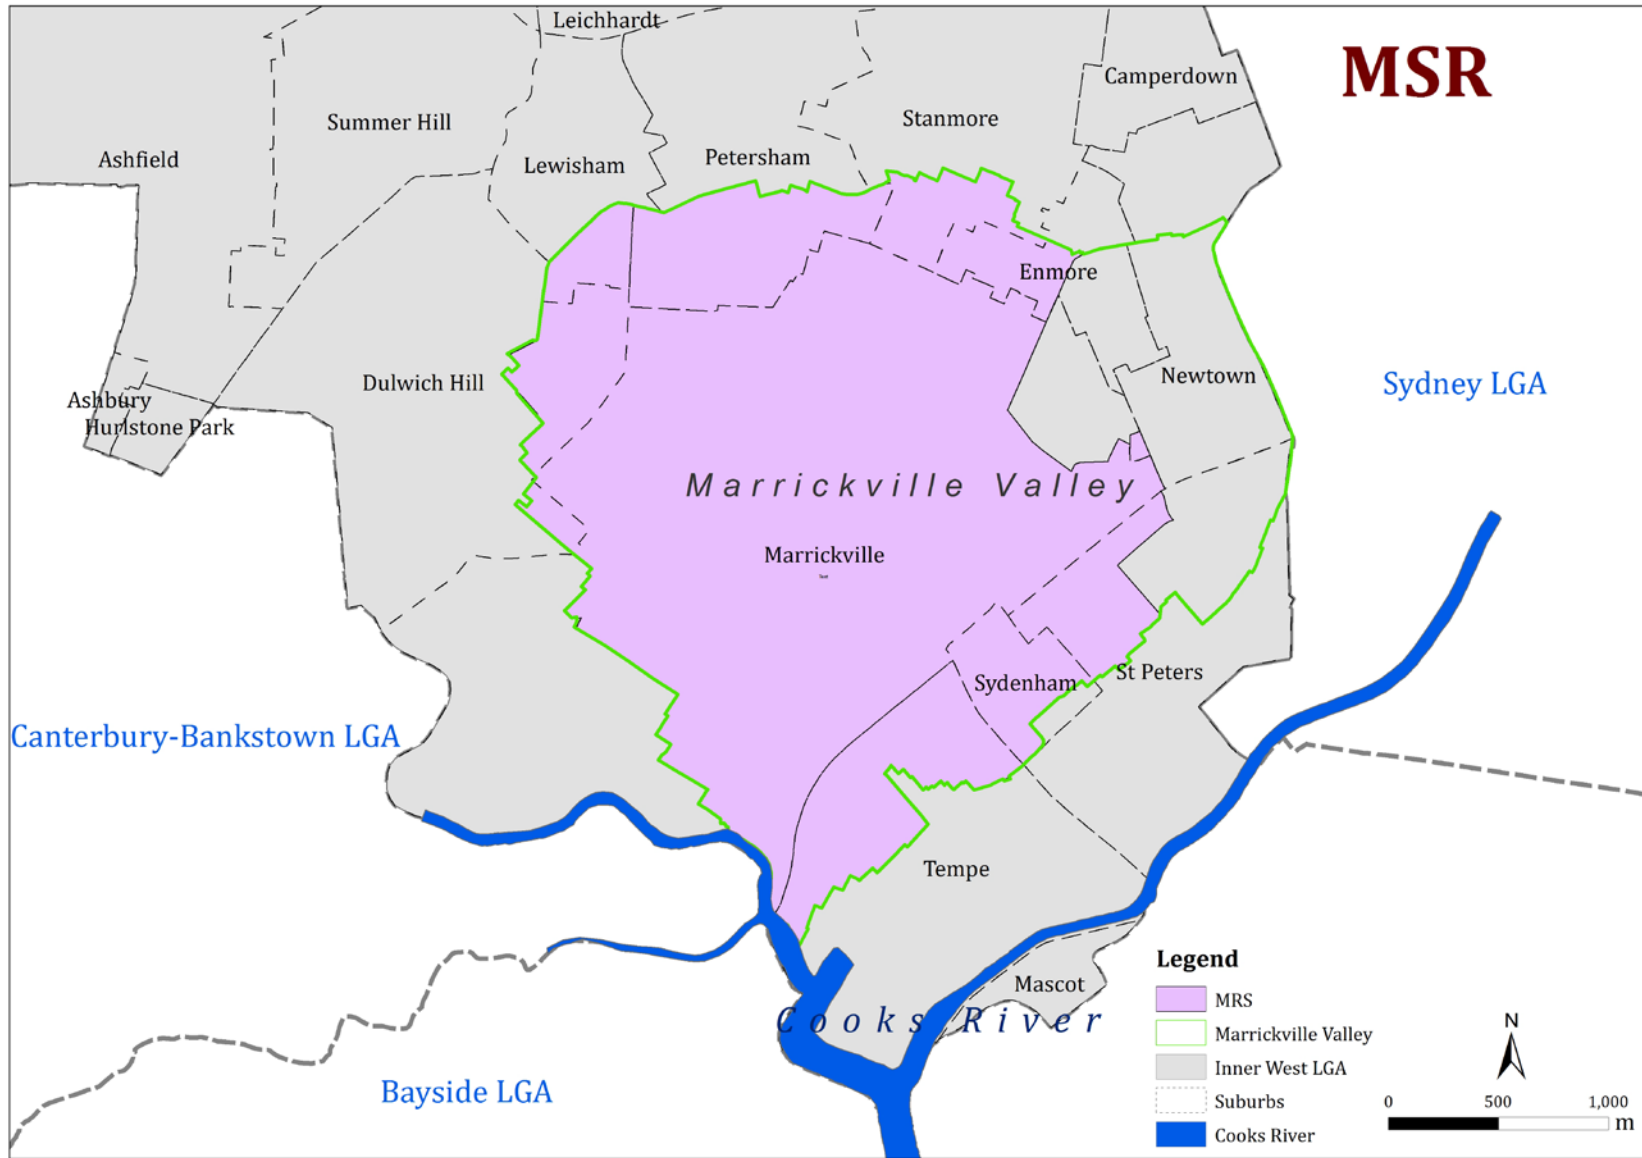 Leichhardt
MSR
Camperdown
Summer Hill
Stanmore
Ashfield
Lewisham
Petersham
Enmore
Dulwich Hill
Newtown
Sydney LGA
Ashbury
Hurlstone Park
Marrickville Valley
Marrickville
Sydenham
St Peters
Canterbury-Bankstown LGA
Tempe
Mascot
Cooks River
Bayside LGA
Legend
MRS
Marrickville Valley
Inner West LGA
Suburbs
Cooks River
N
0 500 1,000
m